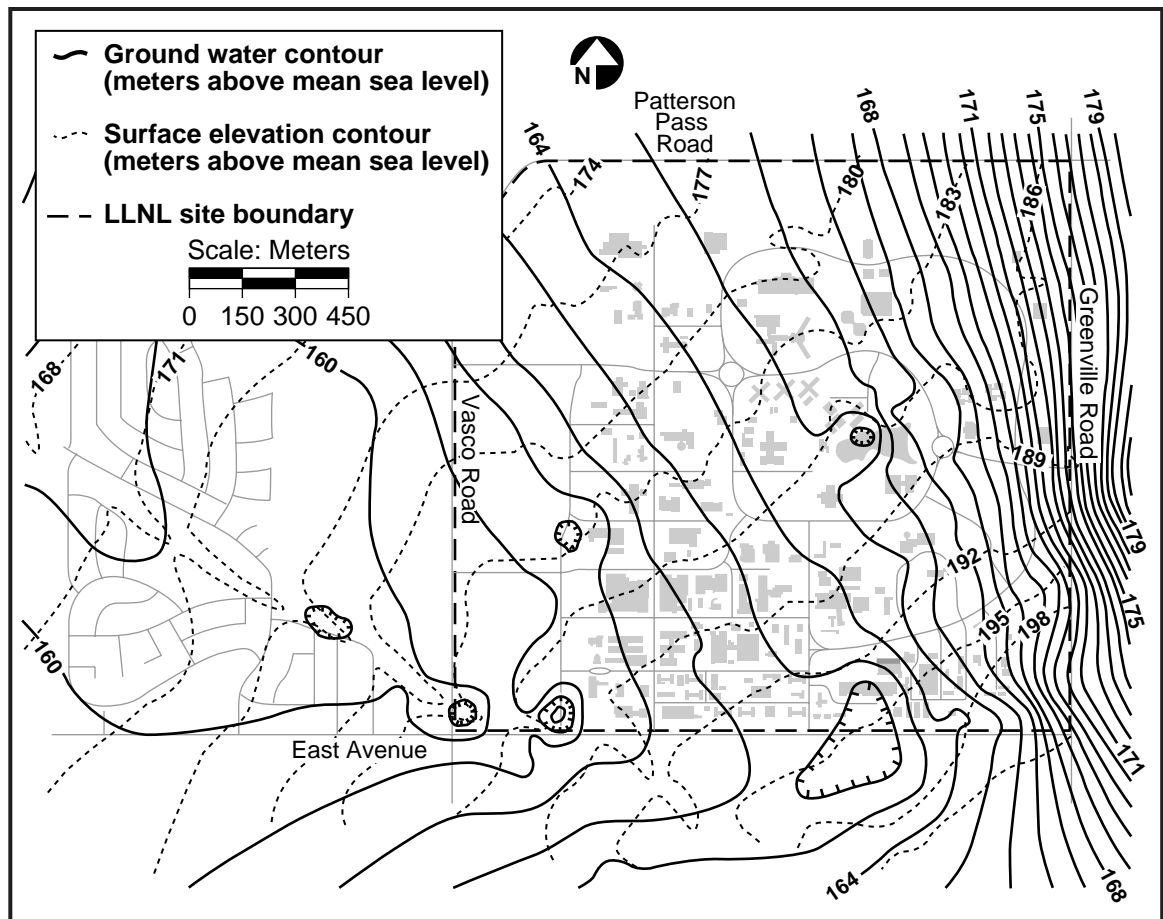 Ground water contour
(meters above mean sea level)
Surface elevation contour
(meters above mean sea level)
LLNL site boundary
Scale: Meters
0 150 300 450
N
Patterson
Pass
Road
168
171
175
179
164
174
177
180
183
186
168
171
160
Vasco Road
Greenville Road
189
179
192
175
195
198
160
East Avenue
171
164
168